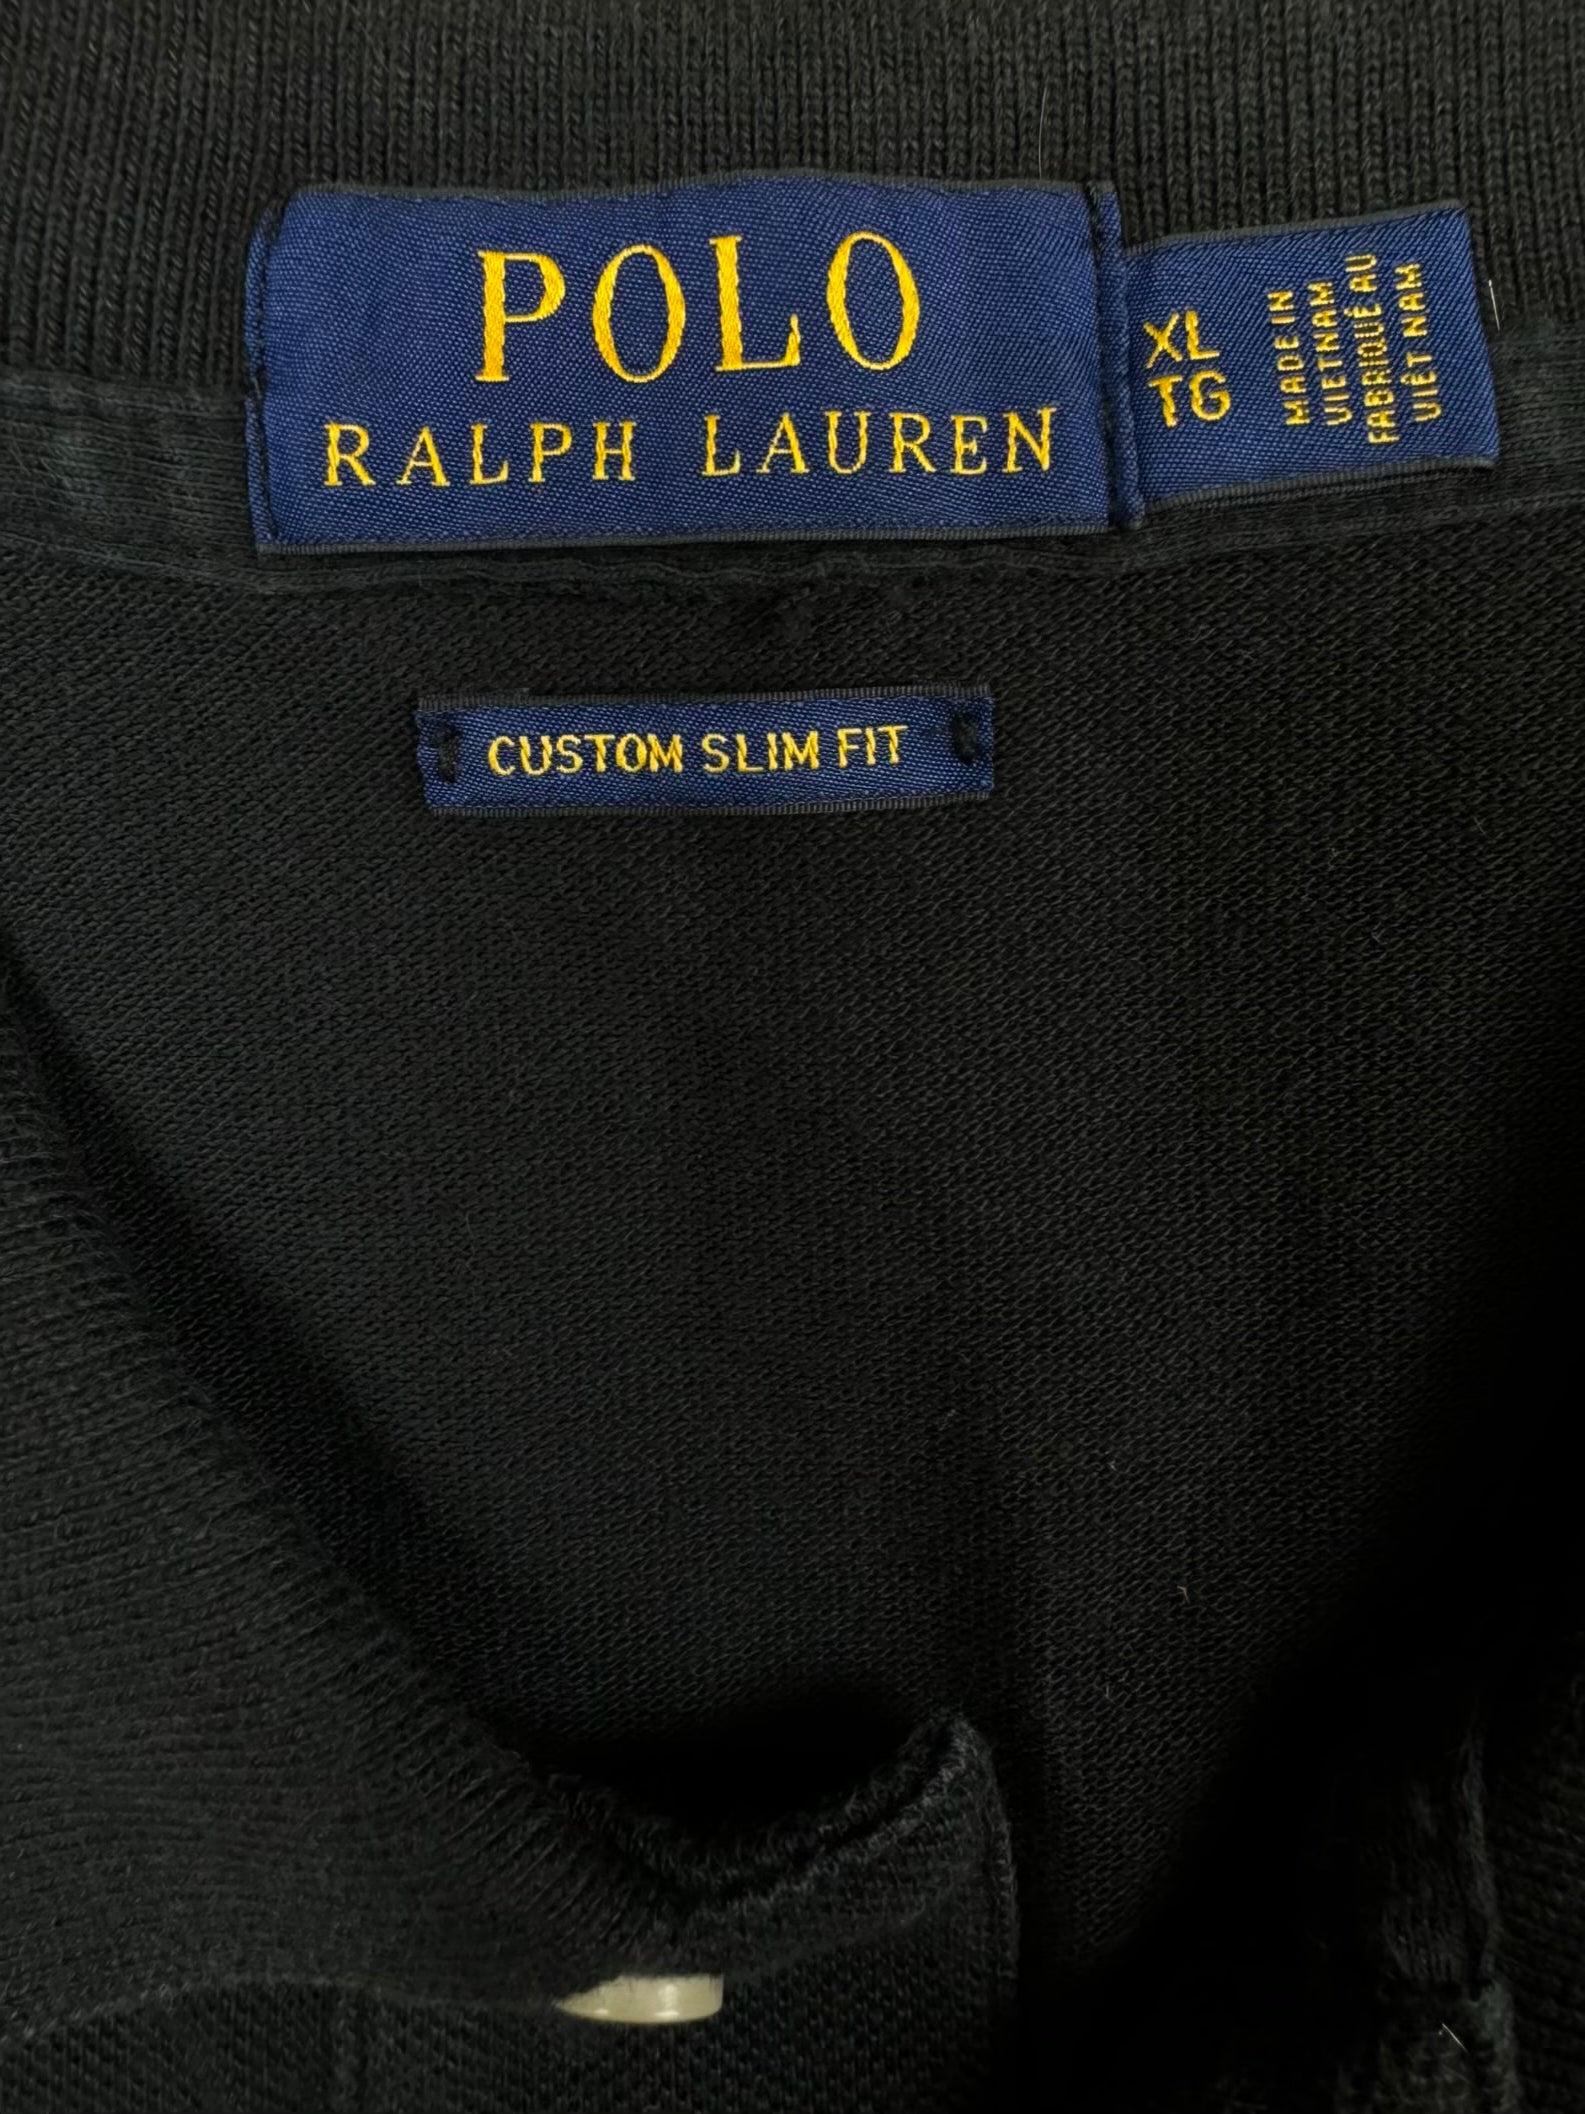 POLO
RALPH LAUREN
XL
TG
MADE IN
VIETNAM
FABRIQUÉ AU
VIÊT NAM
CUSTOM SLIM FIT